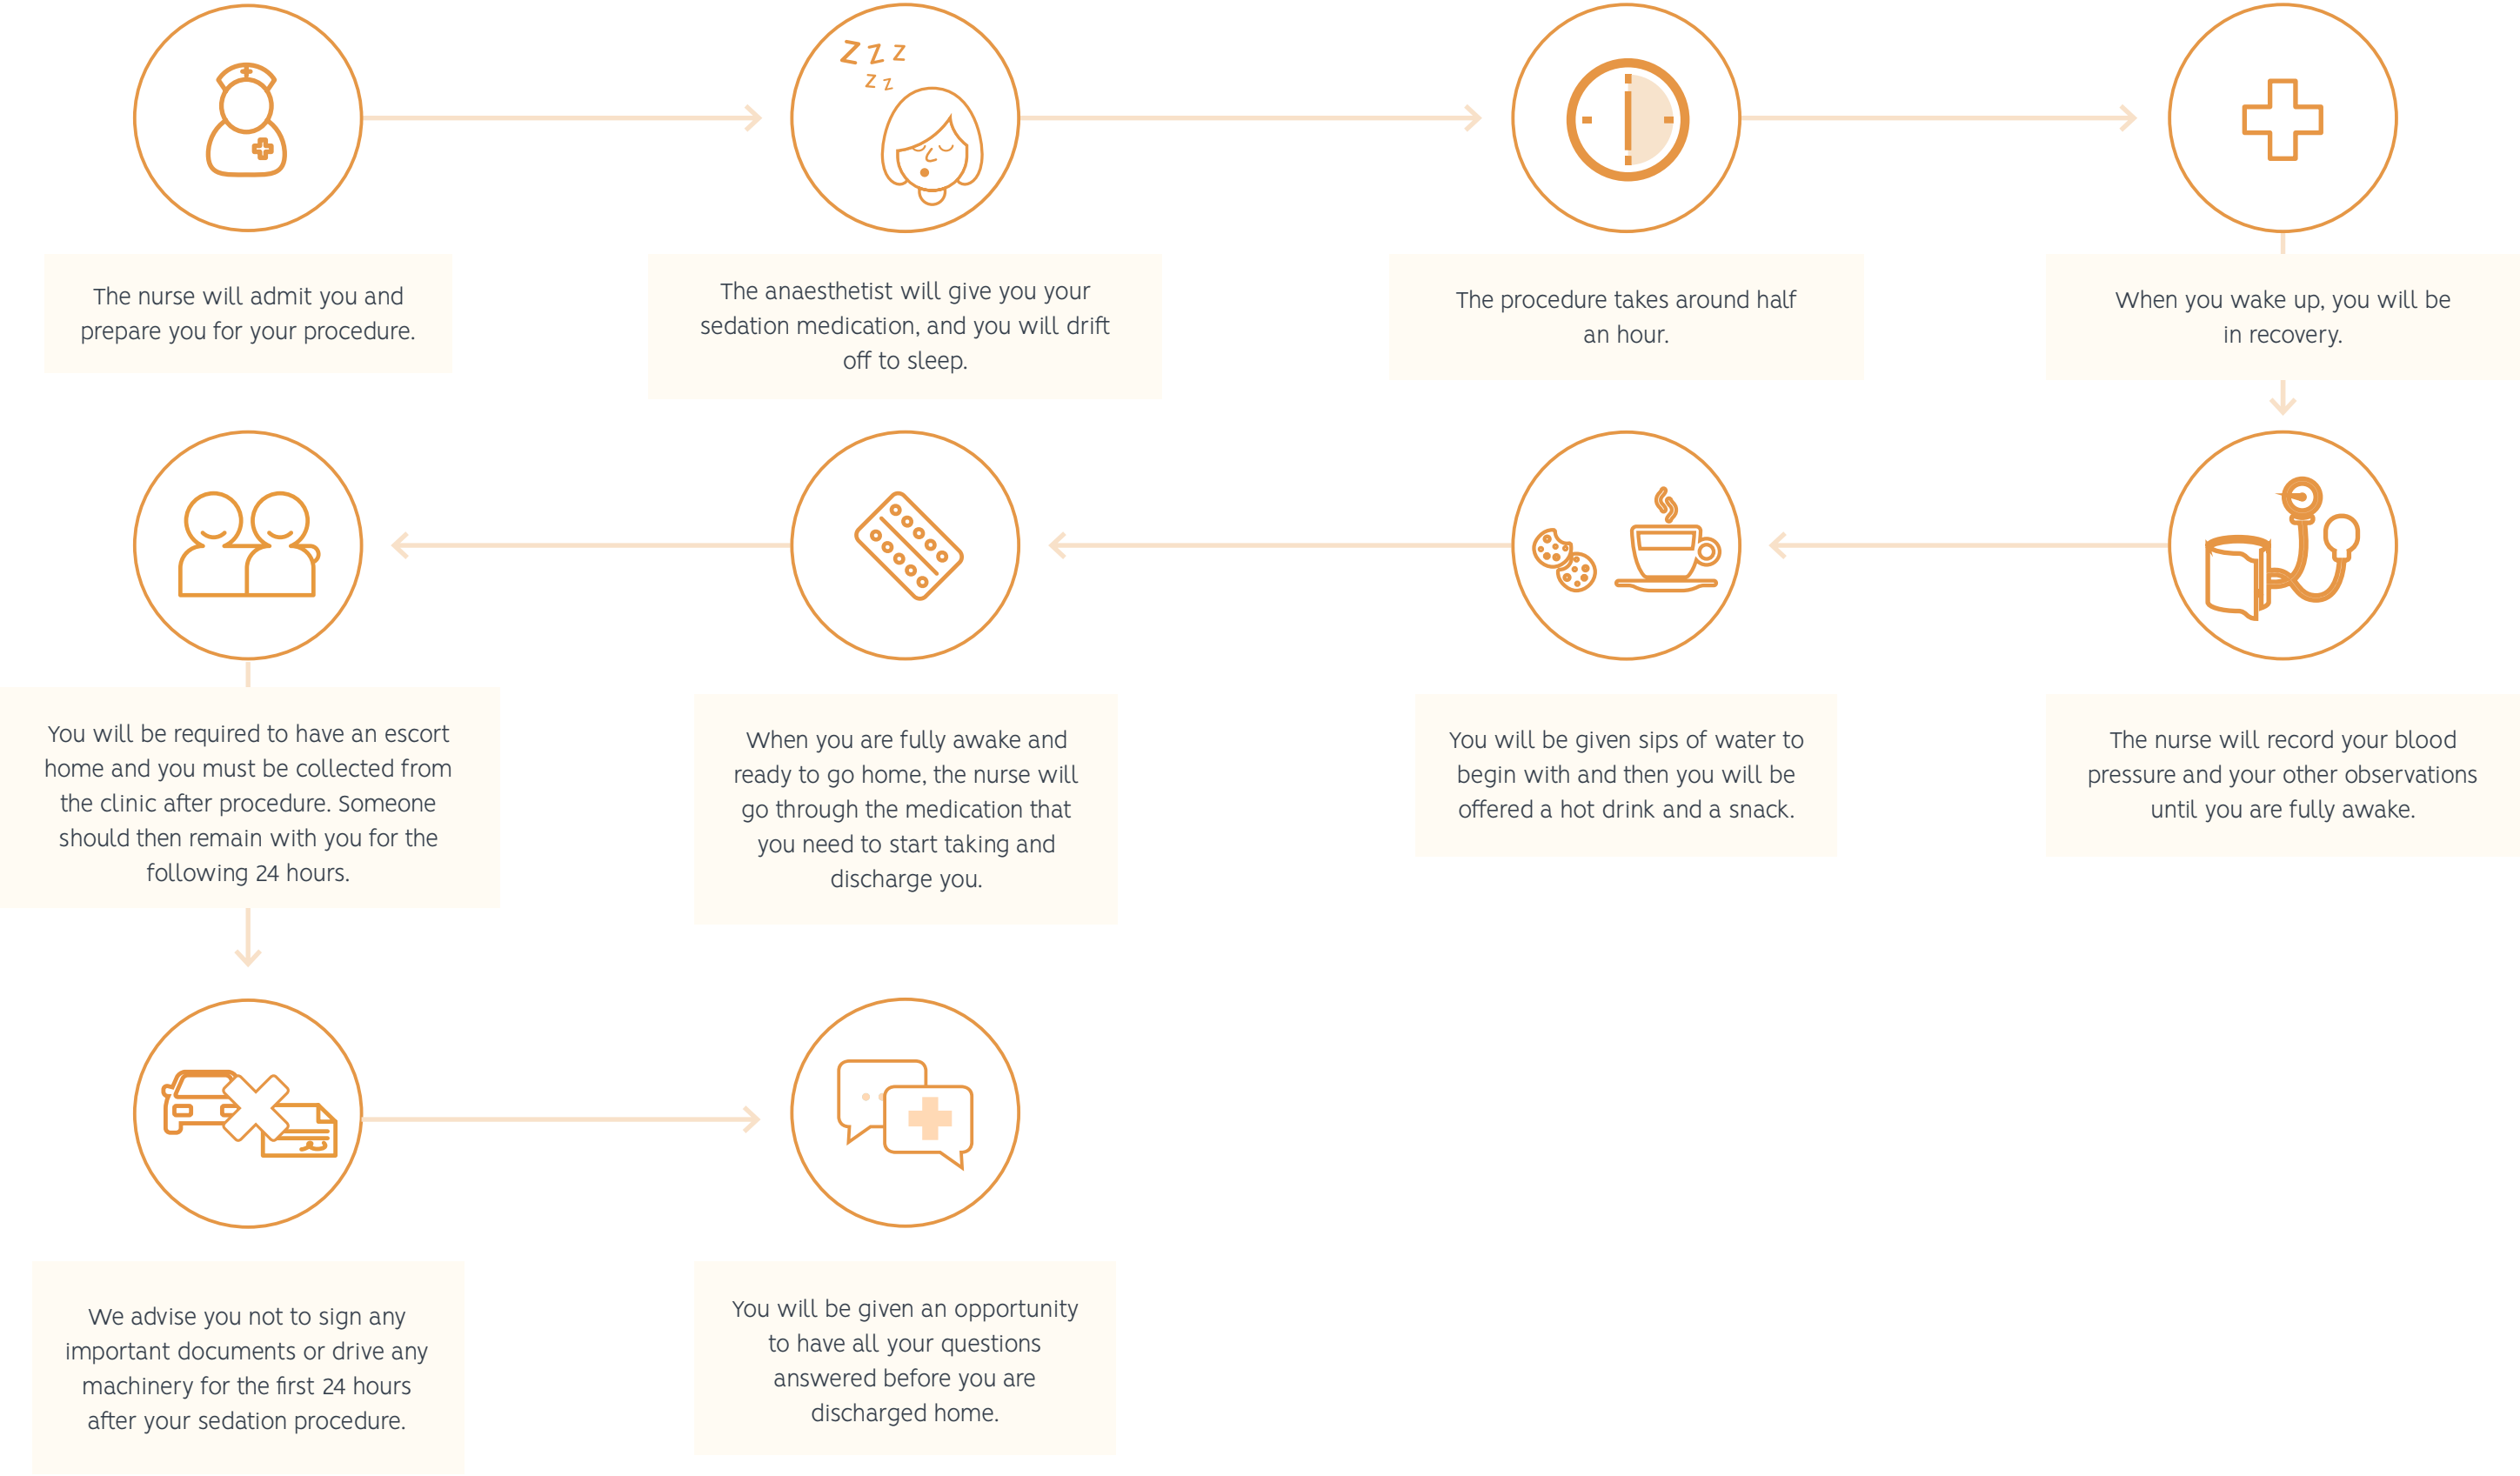 z z z
z z
The nurse will admit you and
prepare you for your procedure.
The anaesthetist will give you your
sedation medication, and you will drift
off to sleep.
The procedure takes around half
an hour.
When you wake up, you will be
in recovery.
The nurse will record your blood
pressure and your other observations
until you are fully awake.
You will be given sips of water to
begin with and then you will be
offered a hot drink and a snack.
When you are fully awake and
ready to go home, the nurse will
go through the medication that
you need to start taking and
discharge you.
You will be required to have an escort
home and you must be collected from
the clinic after procedure. Someone
should then remain with you for the
following 24 hours.
We advise you not to sign any
important documents or drive any
machinery for the first 24 hours
after your sedation procedure.
You will be given an opportunity
to have all your questions
answered before you are
discharged home.